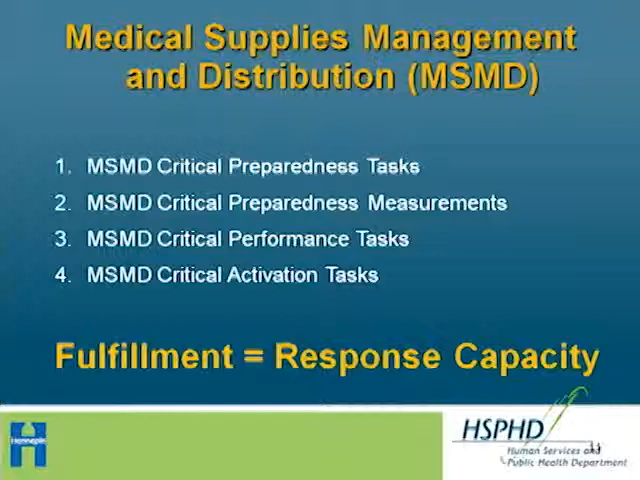 Medical Supplies Management
and Distribution (MSMD)
1. MSMD Critical Preparedness Tasks
2. MSMD Critical Preparedness Measurements
3. MSMD Critical Performance Tasks
4. MSMD Critical Activation Tasks
Fulfillment = Response Capacity
Hennepin
HSPHD
Human Services and
Public Health Department